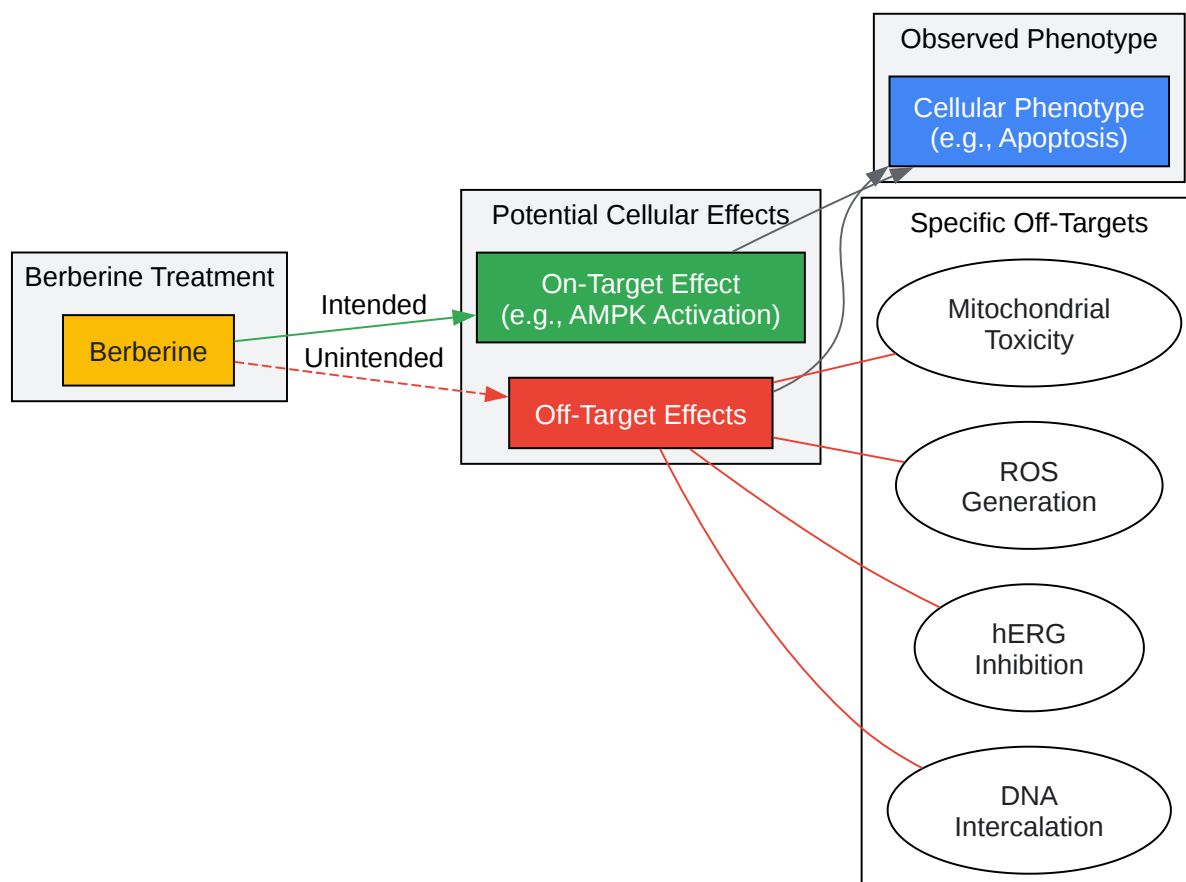 Observed Phenotype
Cellular Phenotype
(e.g., Apoptosis)
Potential Cellular Effects
Specific Off-Targets
Berberine Treatment
On-Target Effect
(e.g., AMPK Activation)
Intended
Mitochondrial
Toxicity
Berberine
Unintended
Off-Target Effects
ROS
Generation
hERG
Inhibition
DNA
Intercalation